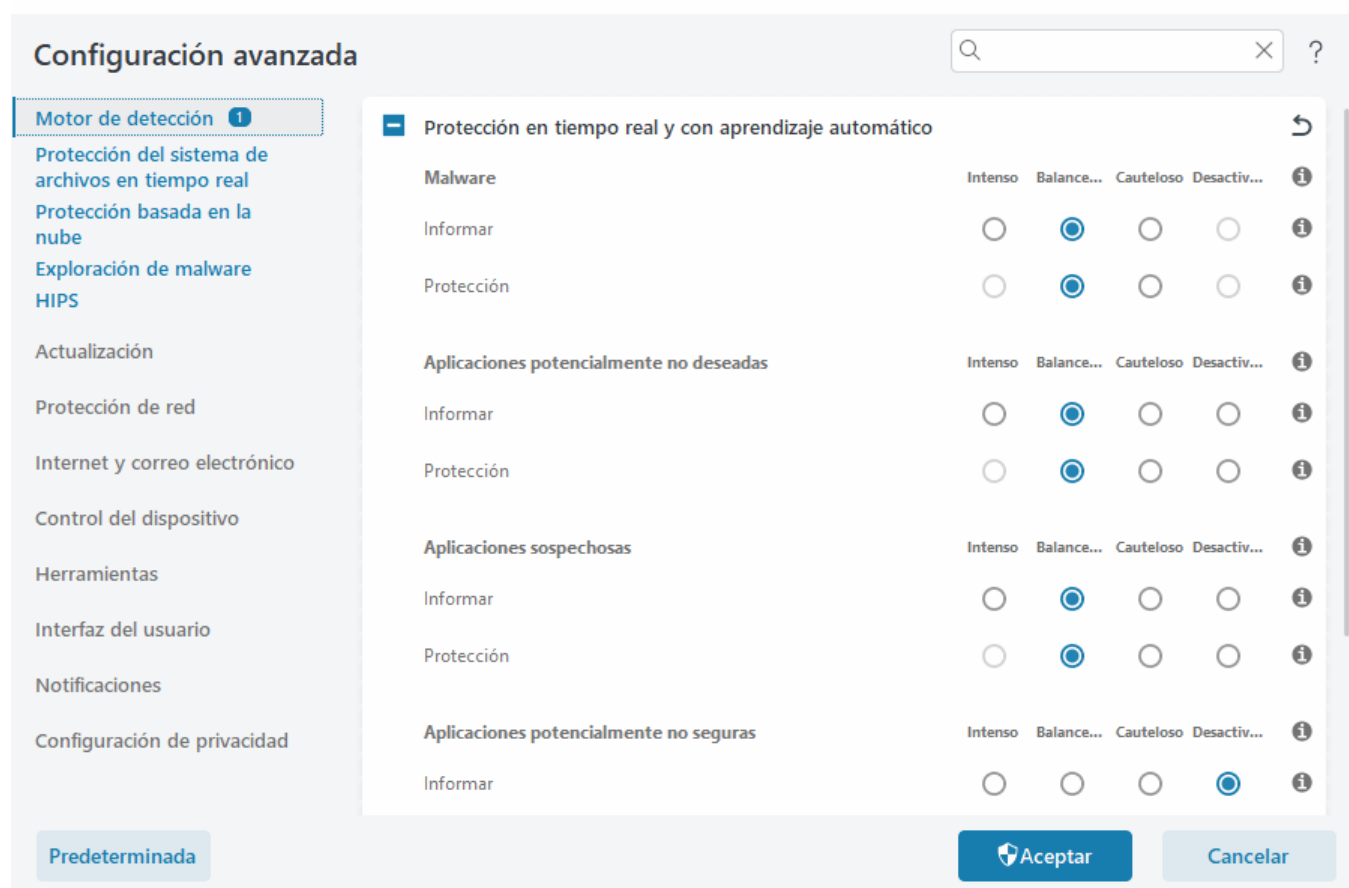 Configuración avanzada
?
Motor de detección 1
Protección del sistema de
archivos en tiempo real
Protección basada en la
nube
Exploración de malware
HIPS
Actualización
Protección de red
Internet y correo electrónico
Control del dispositivo
Herramientas
Interfaz del usuario
Notificaciones
Configuración de privacidad
Protección en tiempo real y con aprendizaje automático
Malware Intenso Balance... Cauteloso Desactiv...
Informar
Protección
Aplicaciones potencialmente no deseadas Intenso Balance... Cauteloso Desactiv...
Informar
Protección
Aplicaciones sospechosas Intenso Balance... Cauteloso Desactiv...
Informar
Protección
Aplicaciones potencialmente no seguras Intenso Balance... Cauteloso Desactiv...
Informar
Predeterminada
Aceptar
Cancelar